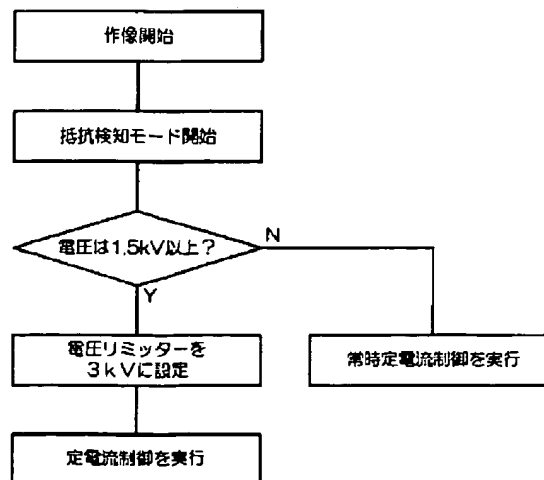 作像開始
抵抗検知モード開始
電圧は1.5kV以上?
N
Y
電圧リミッターを
3kVに設定
常時定電流制御を実行
定電流制御を実行